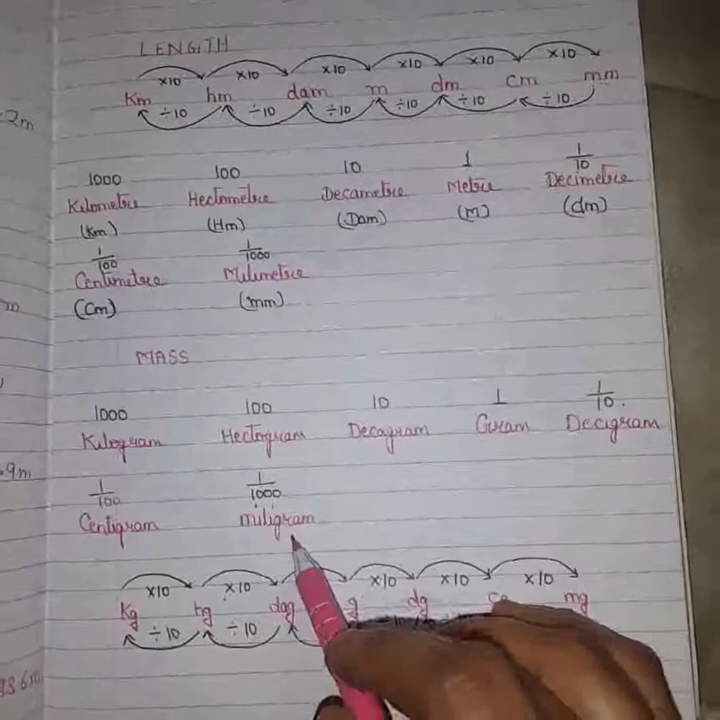 LENGTH
×10 ×10 ×10 ×10 ×10 ×10
Km hm dam m dm cm mm
÷10 ÷10 ÷10 ÷10 ÷10 ÷10
1000 100 10 1 1/10
Kilometre Hectometre Decametre Metre Decimetre
(Km) (Hm) (Dam) (M) (dm)
1/100 1/1000
Centimetre Milimetre
(Cm) (mm)
MASS
1000 100 10 1 1/10.
Kilogram Hectogram Decagram Gram Decigram
1/100 1/1000
Centigram miligram
×10 ×10 ×10 ×10 ×10
Kg hg dag g dg mg
÷10 ÷10
2m
m
.9m